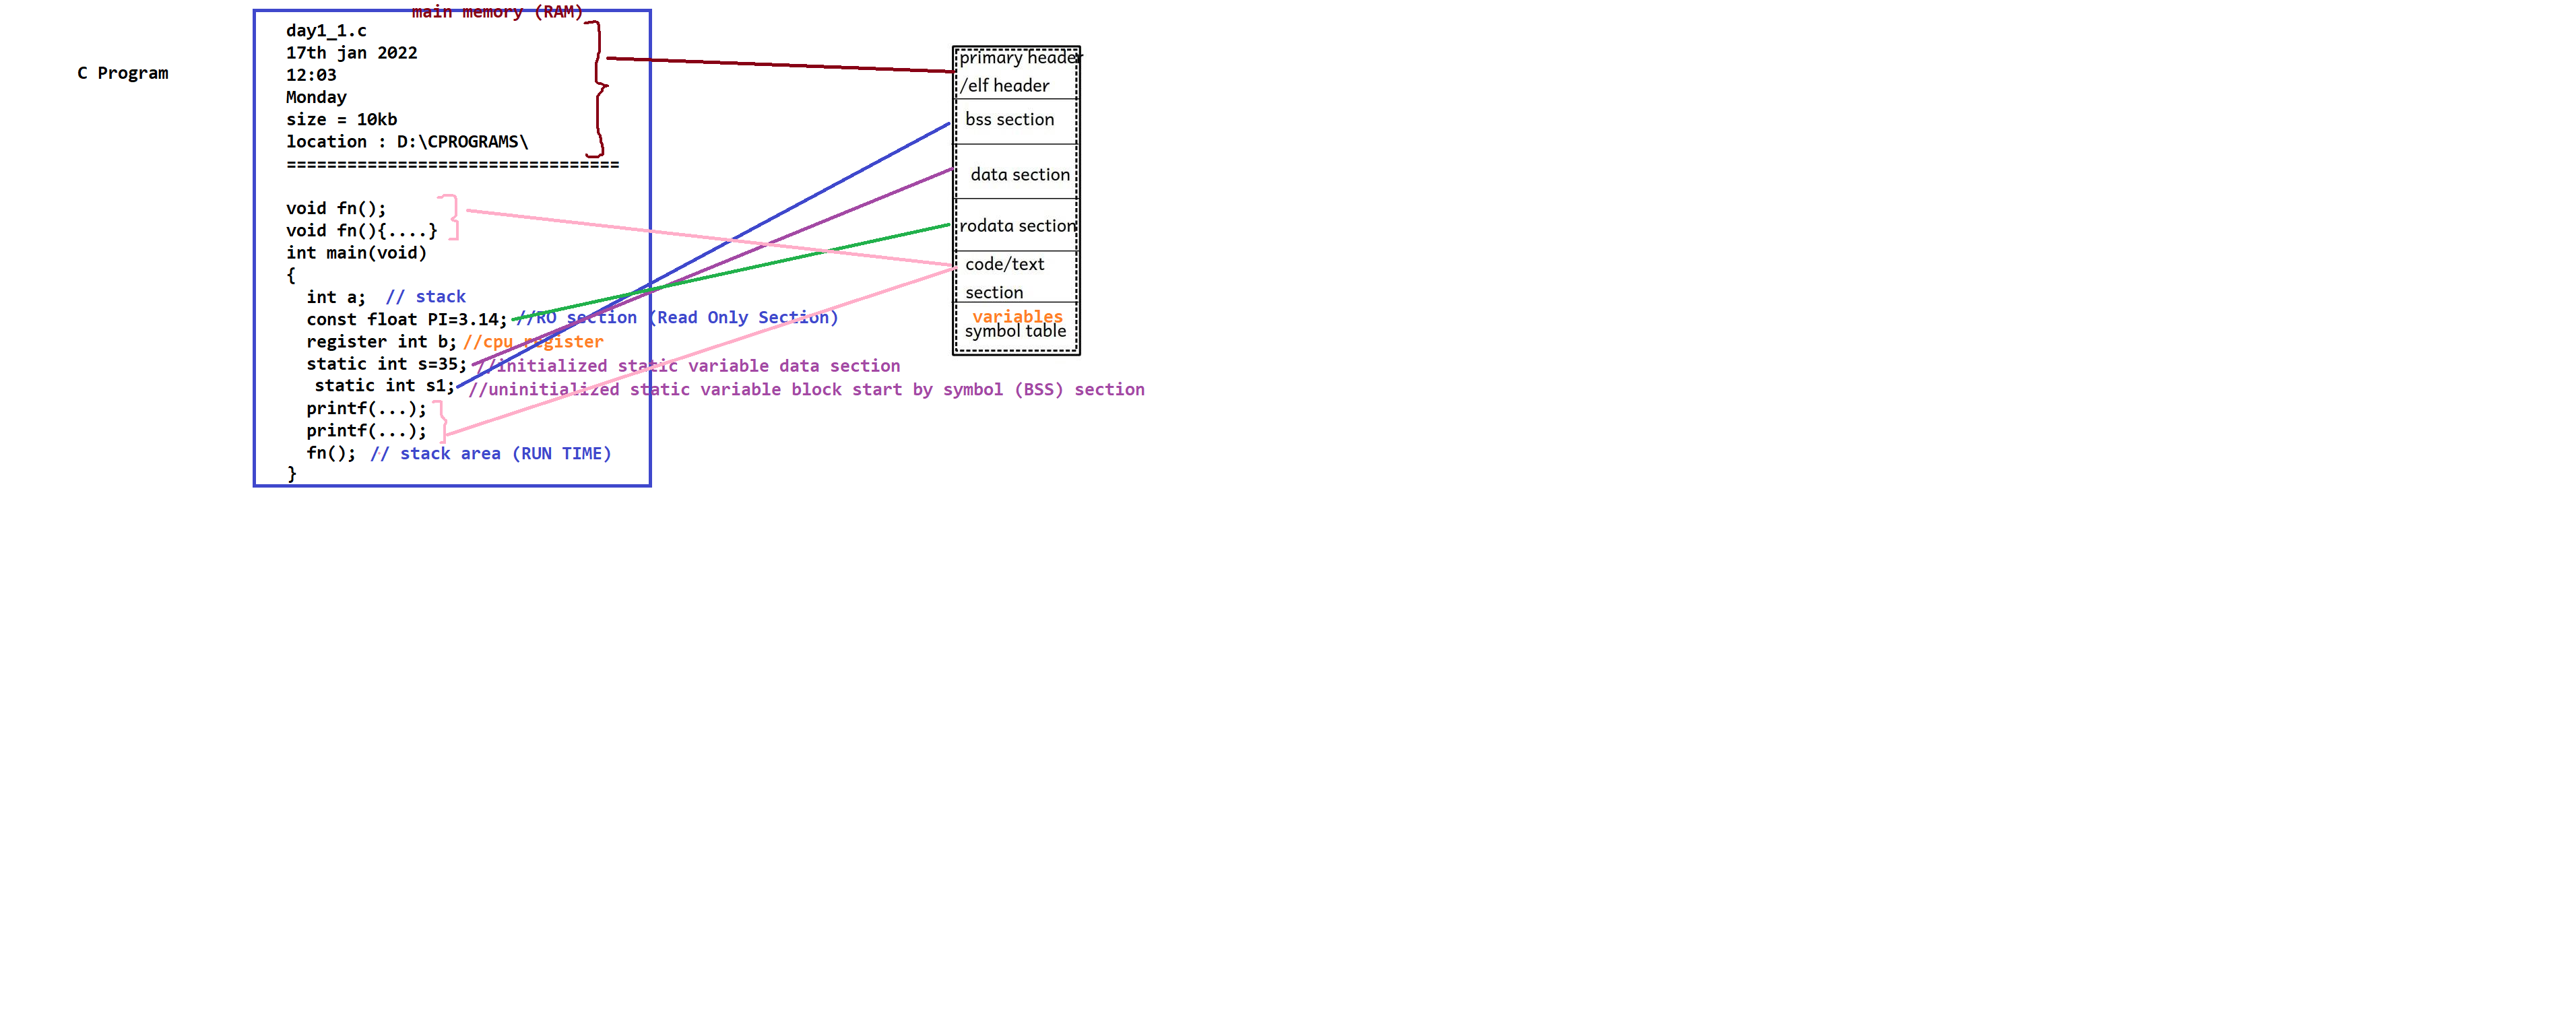 main memory (RAM)
C Program
day1_1.c
17th jan 2022
12:03
Monday
size = 10kb
location : D:\CPROGRAMS\
=================================
void fn();
void fn(){....}
int main(void)
{
int a; // stack
const float PI=3.14; //RO section (Read Only Section)
register int b; //cpu register
static int s=35; //initialized static variable data section
static int s1; //uninitialized static variable block start by symbol (BSS) section
printf(...);
printf(...);
fn(); // stack area (RUN TIME)
}
primary header
/elf header
bss section
data section
rodata section
code/text
section
variables
symbol table